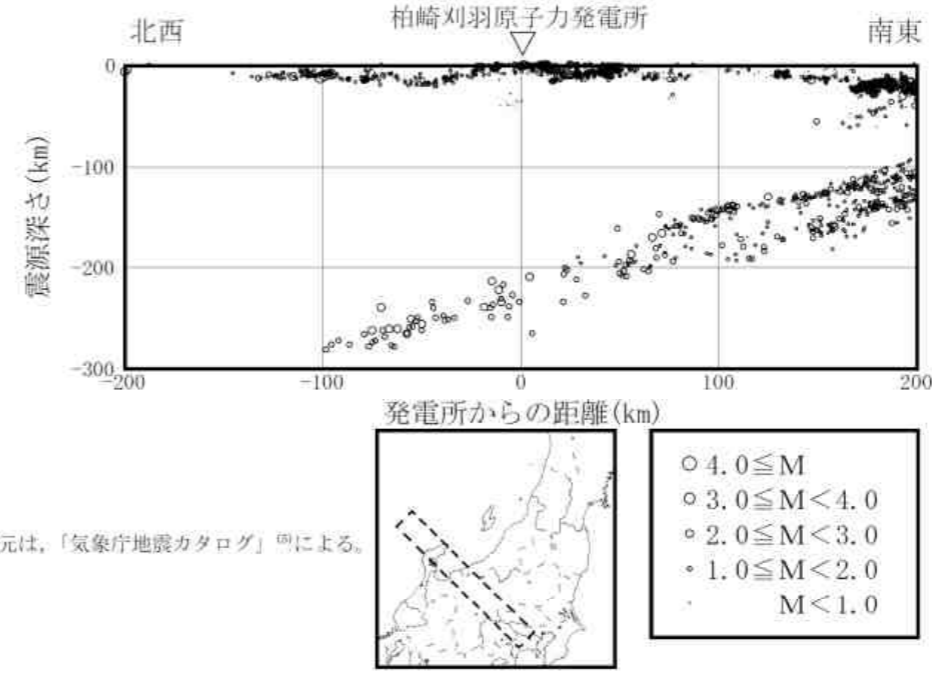 柏崎刈羽原子力発電所
北西
南東
0
-100
-200
-300
震源深さ(km)
-200
-100
0
100
200
発電所からの距離(km)
4.0≦M
3.0≦M<4.0
2.0≦M<3.0
1.0≦M<2.0
M<1.0
元は,「気象庁地震カタログ」(5)による。